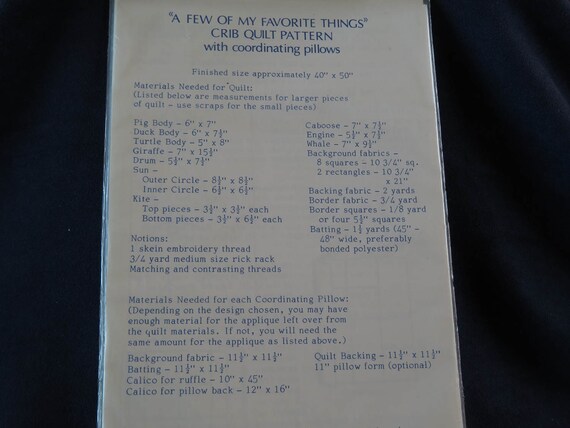 "A FEW OF MY FAVORITE THINGS"
CRIB QUILT PATTERN
with coordinating pillows
Finished size approximately 40" x 50"
Materials Needed for Quilt:
(Listed below are measurements for larger pieces
of quilt - use scraps for the small pieces)
Pig Body - 6" x 7"
Duck Body - 6" x 7½"
Turtle Body - 5" x 8"
Giraffe - 7" x 15½"
Drum - 5½" x 7½"
Sun -
Outer Circle - 8½" x 8½"
Inner Circle - 6½" x 6½"
Kite -
Top pieces - 3½" x 3½" each
Bottom pieces - 3½" x 6½" each
Notions:
1 skein embroidery thread
3/4 yard medium size rick rack
Matching and contrasting threads
Caboose - 7" x 7½"
Engine - 5½" x 7½"
Whale - 7" x 9½"
Background fabrics -
8 squares - 10 3/4" sq.
2 rectangles - 10 3/4"
x 21"
Backing fabric - 2 yards
Border fabric - 3/4 yard
Border squares - 1/8 yard
or four 5½" squares
Batting - 1½ yards (45" -
48" wide, preferably
bonded polyester)
Materials Needed for each Coordinating Pillow:
(Depending on the design chosen, you may have
enough material for the applique left over from
the quilt materials. If not, you will need the
same amount for the applique as listed above.)
Background fabric - 11½" x 11½"
Batting - 11½" x 11½"
Calico for ruffle - 10" x 45"
Calico for pillow back - 12" x 16"
Quilt Backing - 11½" x 11½"
11" pillow form (optional)